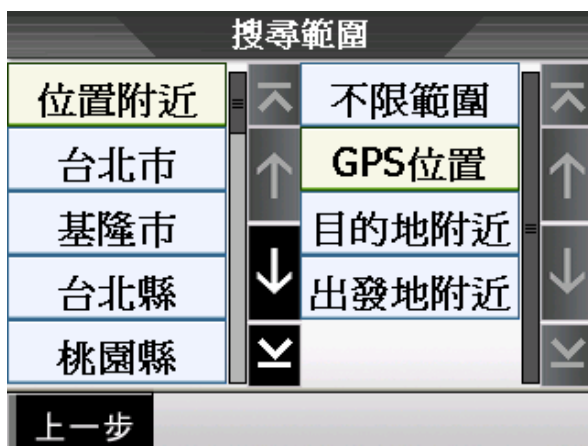 搜尋範圍
位置附近
台北市
基隆市
台北縣
桃園縣
不限範圍
GPS位置
目的地附近
出發地附近
上一步